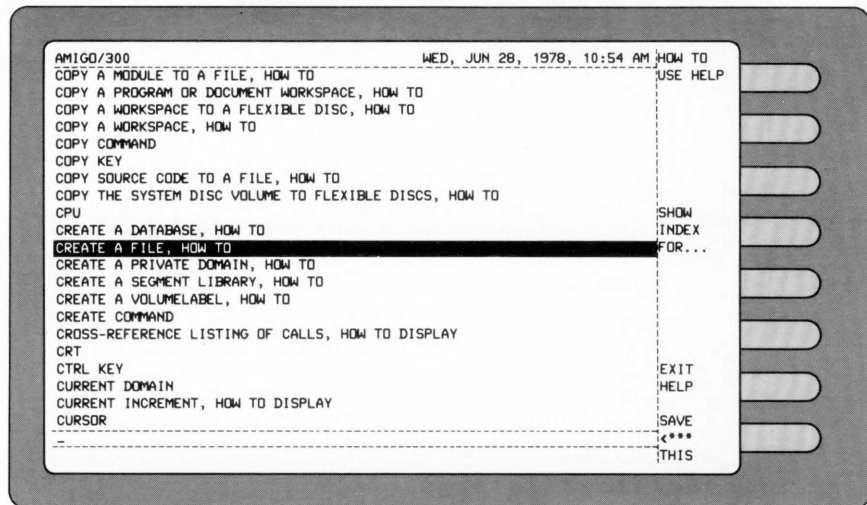 AMIGO/300 WED, JUN 28, 1978, 10:54 AM
COPY A MODULE TO A FILE, HOW TO
COPY A PROGRAM OR DOCUMENT WORKSPACE, HOW TO
COPY A WORKSPACE TO A FLEXIBLE DISC, HOW TO
COPY A WORKSPACE, HOW TO
COPY COMMAND
COPY KEY
COPY SOURCE CODE TO A FILE, HOW TO
COPY THE SYSTEM DISC VOLUME TO FLEXIBLE DISCS, HOW TO
CPU
CREATE A DATABASE, HOW TO
CREATE A FILE, HOW TO
CREATE A PRIVATE DOMAIN, HOW TO
CREATE A SEGMENT LIBRARY, HOW TO
CREATE A VOLUMELABEL, HOW TO
CREATE COMMAND
CROSS-REFERENCE LISTING OF CALLS, HOW TO DISPLAY
CRT
CTRL KEY
CURRENT DOMAIN
CURRENT INCREMENT, HOW TO DISPLAY
CURSOR
_
HOW TO
USE HELP
SHOW
INDEX
FOR...
EXIT
HELP
SAVE
<***
THIS